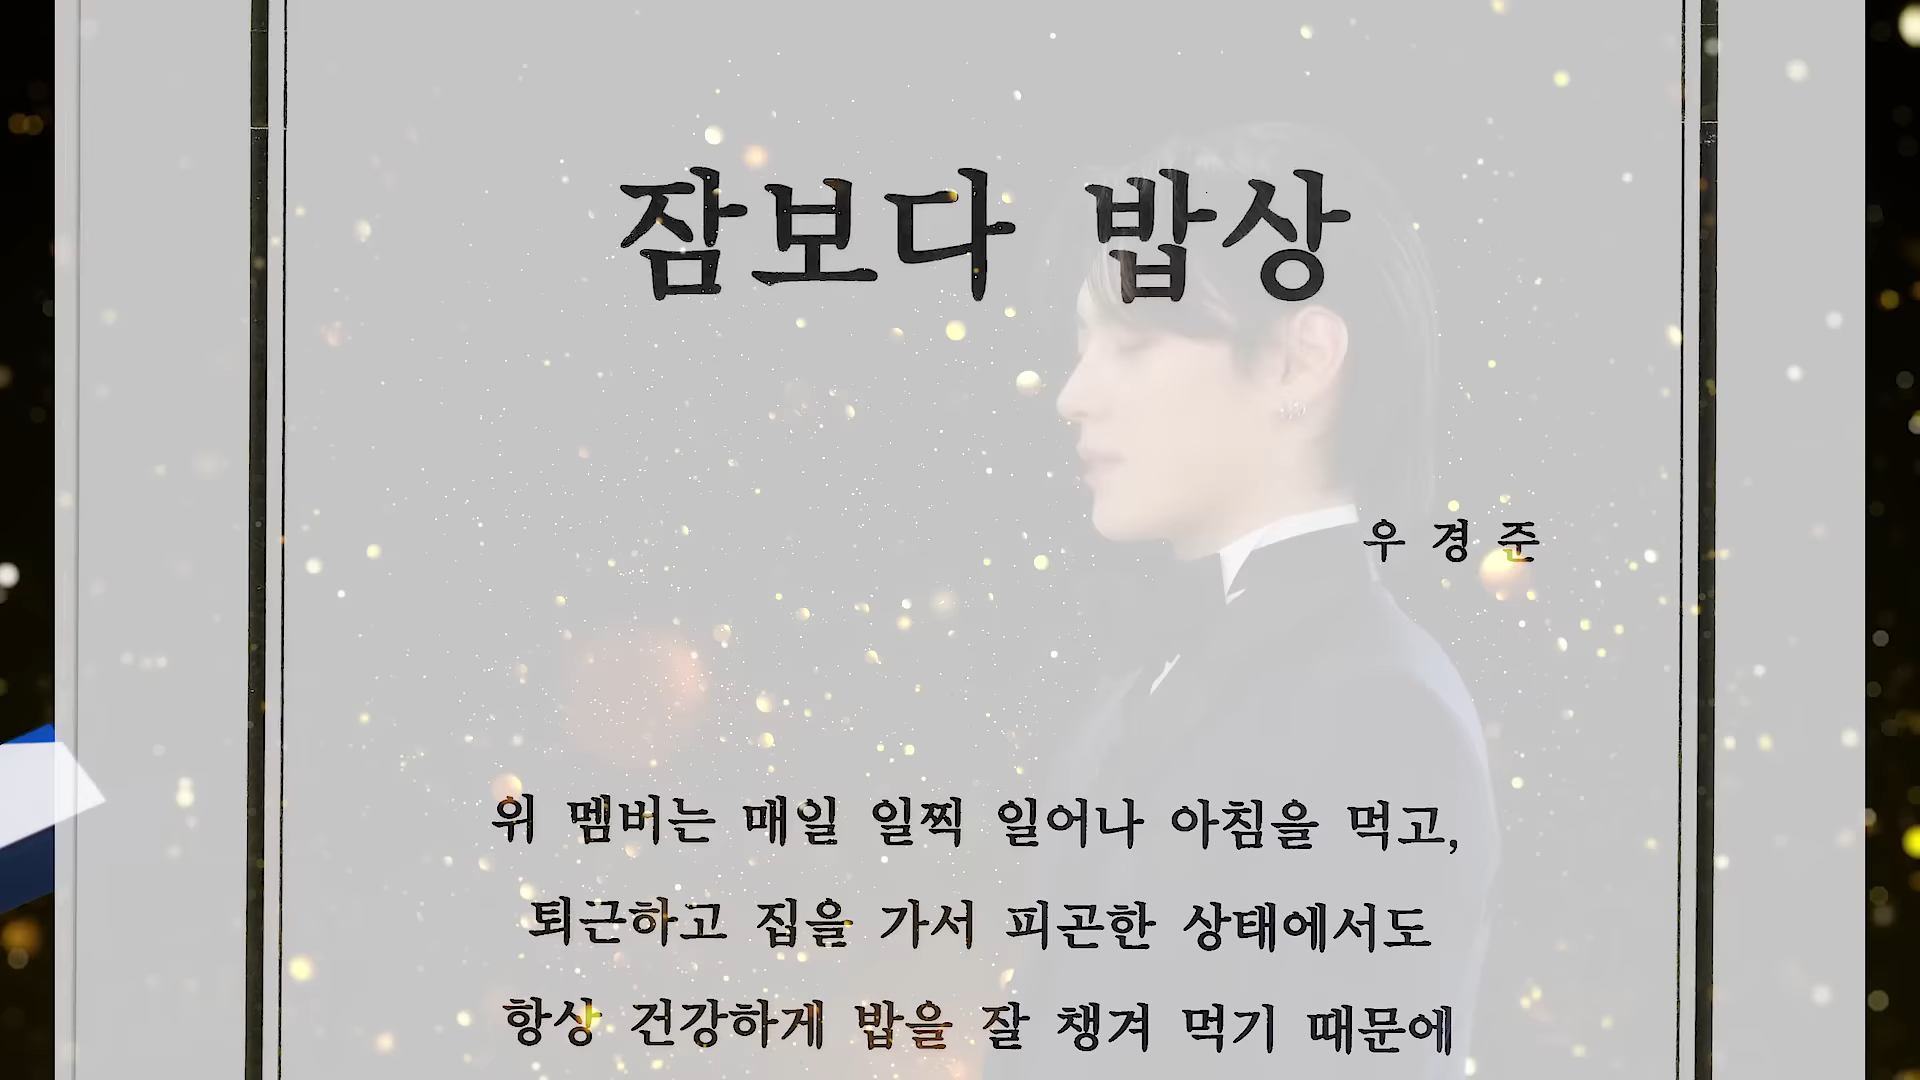 잠보다 밥상
우 경 준
위 멤버는 매일 일찍 일어나 아침을 먹고,
퇴근하고 집을 가서 피곤한 상태에서도
항상 건강하게 밥을 잘 챙겨 먹기 때문에